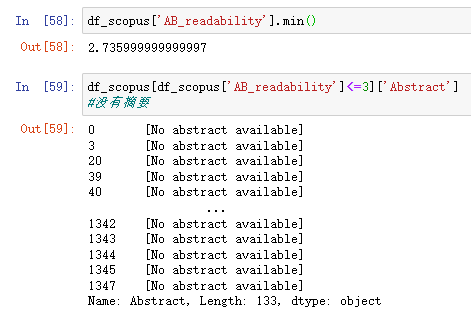 In [58]: df_scopus['AB_readability'].min()
Out[58]: 2.735999999999997
In [59]: df_scopus[df_scopus['AB_readability']<=3]['Abstract']
#没有摘要
Out[59]: 0 [No abstract available]
3 [No abstract available]
20 [No abstract available]
39 [No abstract available]
40 [No abstract available]
...
1342 [No abstract available]
1343 [No abstract available]
1344 [No abstract available]
1345 [No abstract available]
1347 [No abstract available]
Name: Abstract, Length: 133, dtype: object